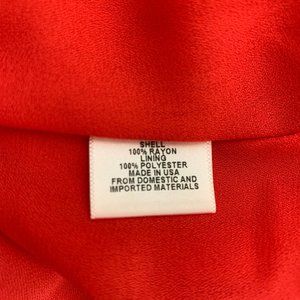 SHELL
100% RAYON
LINING
100% POLYESTER
MADE IN USA
FROM DOMESTIC AND
IMPORTED MATERIALS